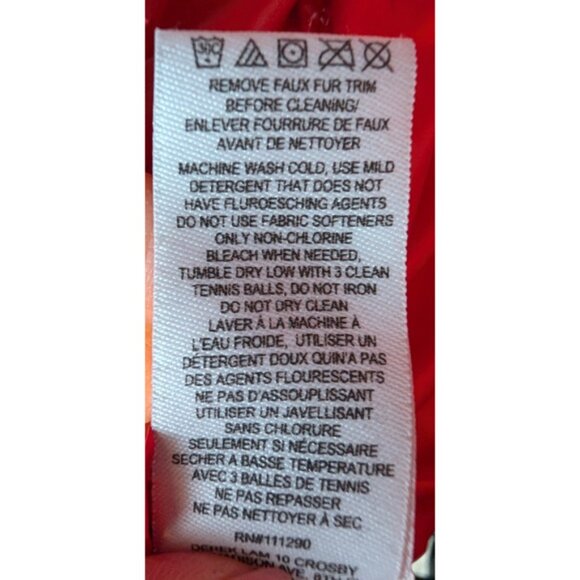 30C
REMOVE FAUX FUR TRIM
BEFORE CLEANING/
ENLEVER FOURRURE DE FAUX
AVANT DE NETTOYER
MACHINE WASH COLD, USE MILD
DETERGENT THAT DOES NOT
HAVE FLUROESCHING AGENTS
DO NOT USE FABRIC SOFTENERS
ONLY NON-CHLORINE
BLEACH WHEN NEEDED,
TUMBLE DRY LOW WITH 3 CLEAN
TENNIS BALLS, DO NOT IRON
DO NOT DRY CLEAN
LAVER À LA MACHINE À
L'EAU FROIDE, UTILISER UN
DÉTERGENT DOUX QUIN'A PAS
DES AGENTS FLOURESCENTS
NE PAS D'ASSOUPLISSANT
UTILISER UN JAVELLISANT
SANS CHLORURE
SEULEMENT SI NÉCESSAIRE
SECHER A BASSE TEMPERATURE
AVEC 3 BALLES DE TENNIS
NE PAS REPASSER
NE PAS NETTOYER À SEC
RN#111290
DEREK LAM 10 CROSBY
AVE,